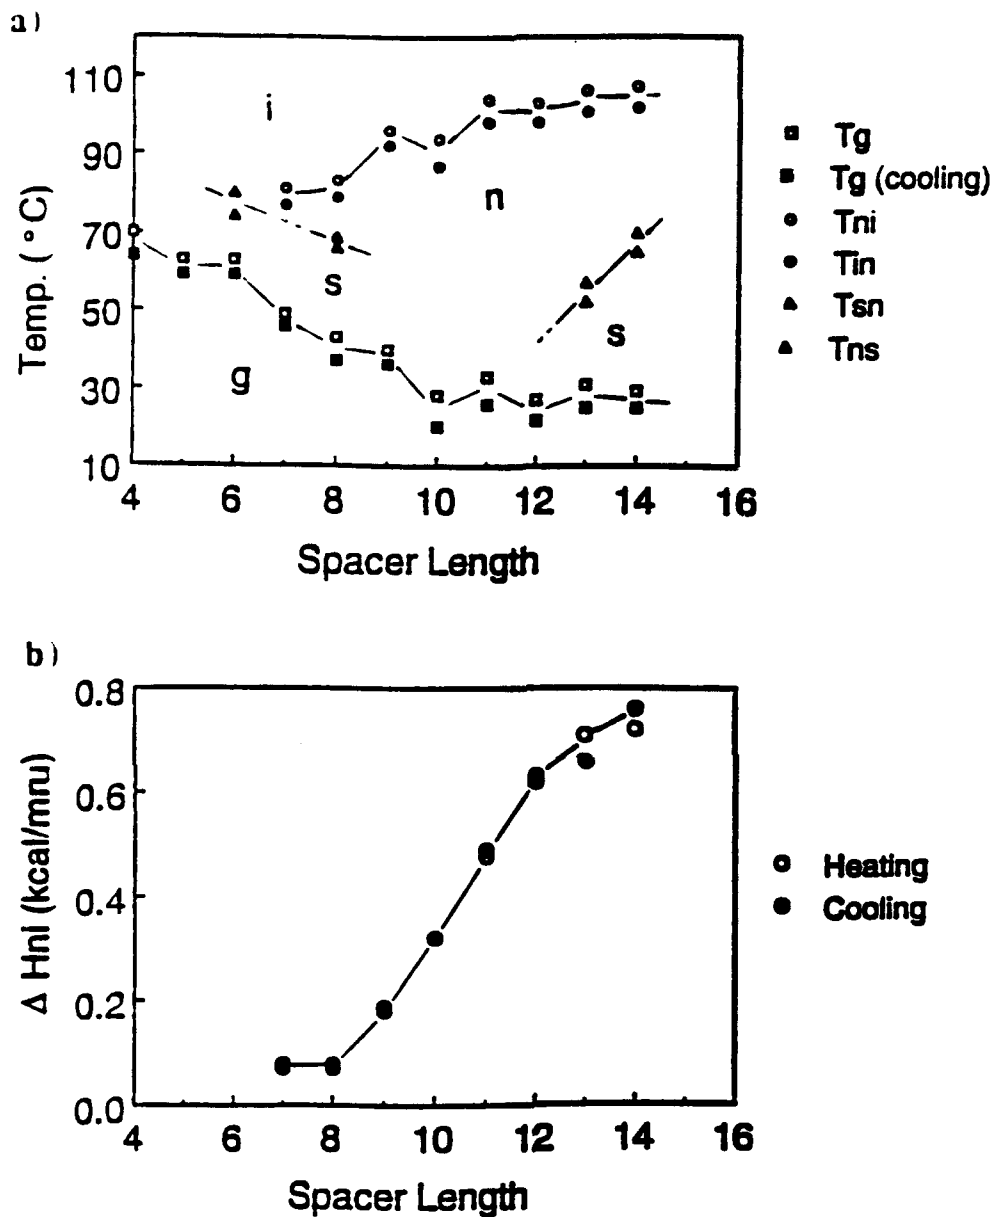 a)
Temp. (°C)
110
90
70
50
30
10
i
n
s
s
g
4 6 8 10 12 14 16
Spacer Length
Tg
Tg (cooling)
Tni
Tin
Tsn
Tns
b)
Δ Hni (kcal/mru)
0.8
0.6
0.4
0.2
0.0
4 6 8 10 12 14 16
Spacer Length
Heating
Cooling